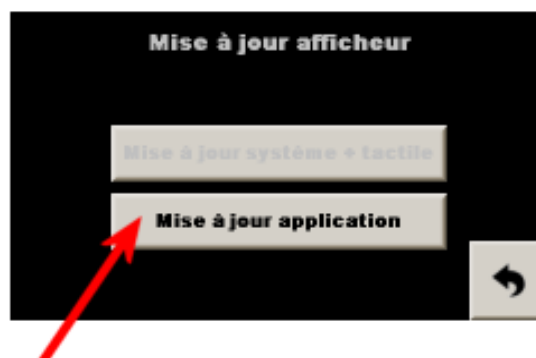 Mise à jour afficheur
Mise à jour système + tactile
Mise à jour application